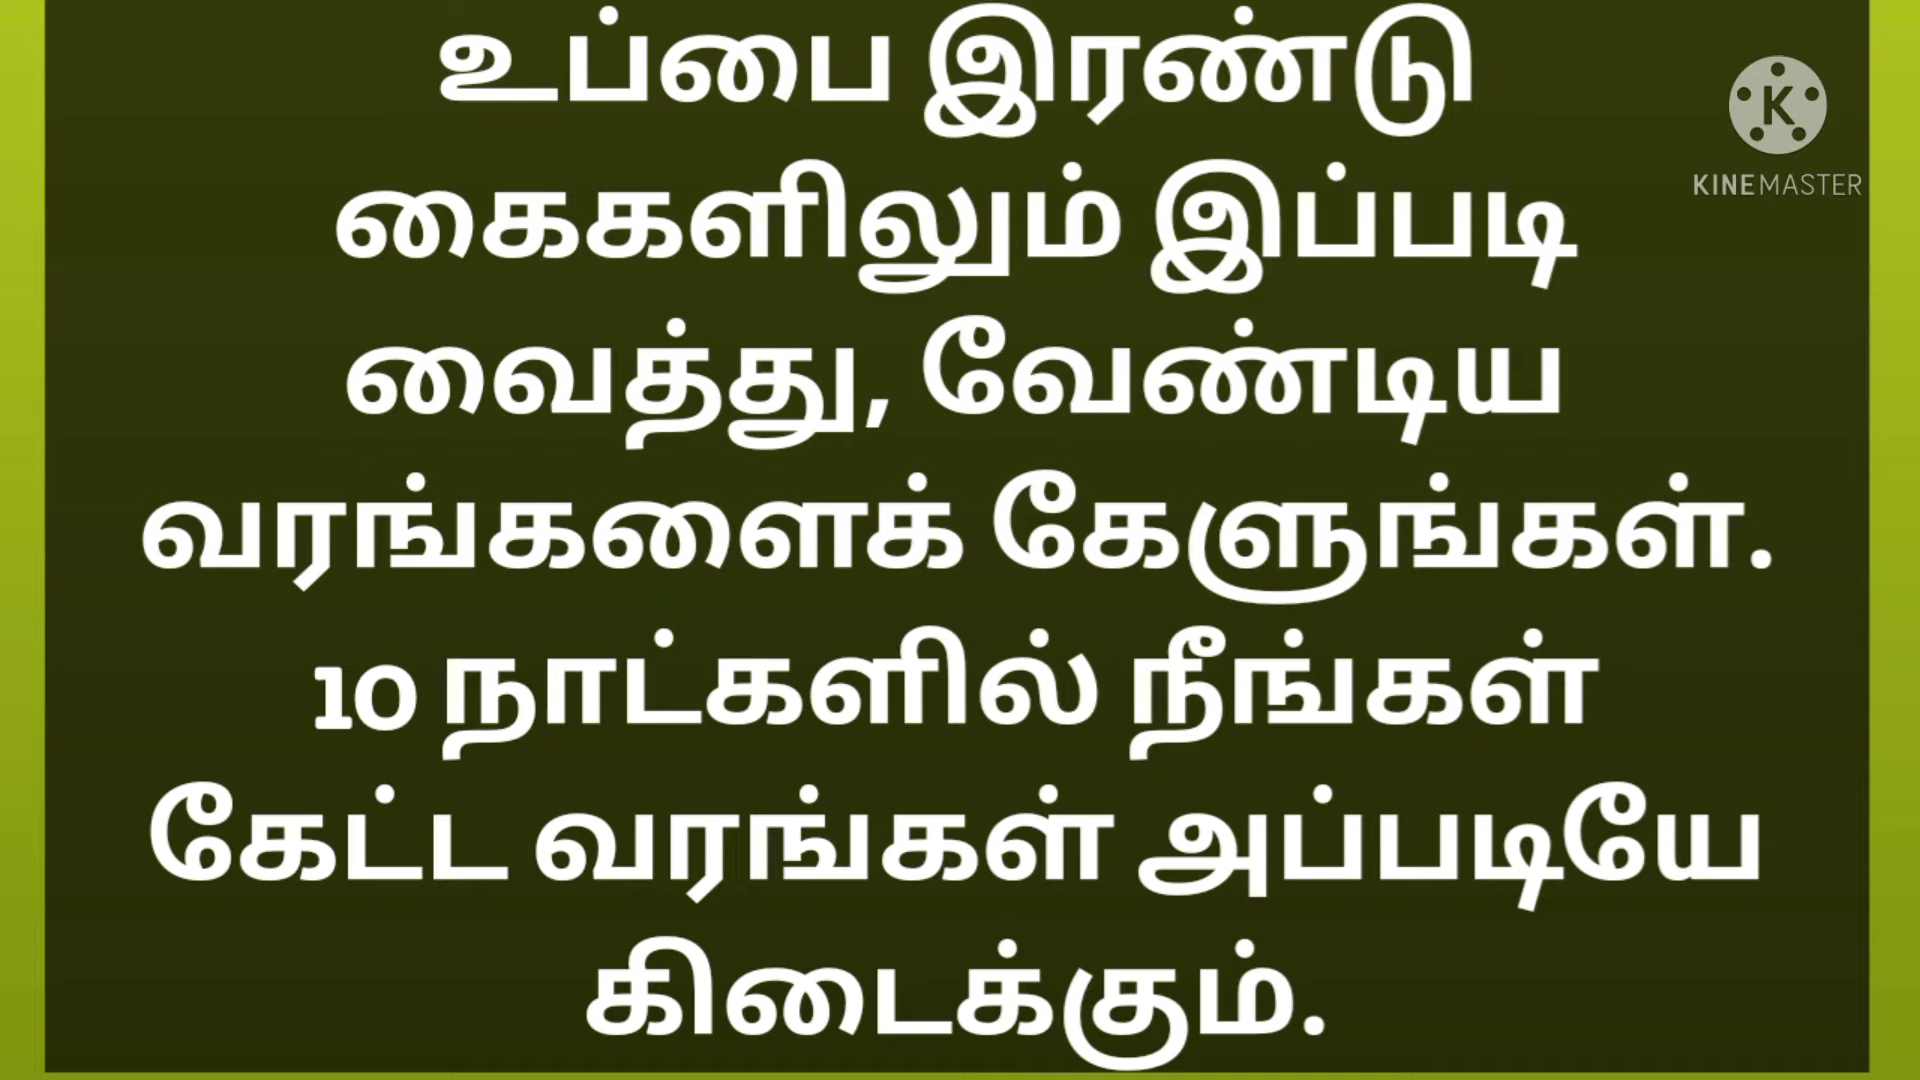 உப்பை இரண்டு
கைகளிலும் இப்படி
வைத்து, வேண்டிய
வரங்களைக் கேளுங்கள்.
10 நாட்களில் நீங்கள்
கேட்ட வரங்கள் அப்படியே
கிடைக்கும்.
K
KINEMASTER